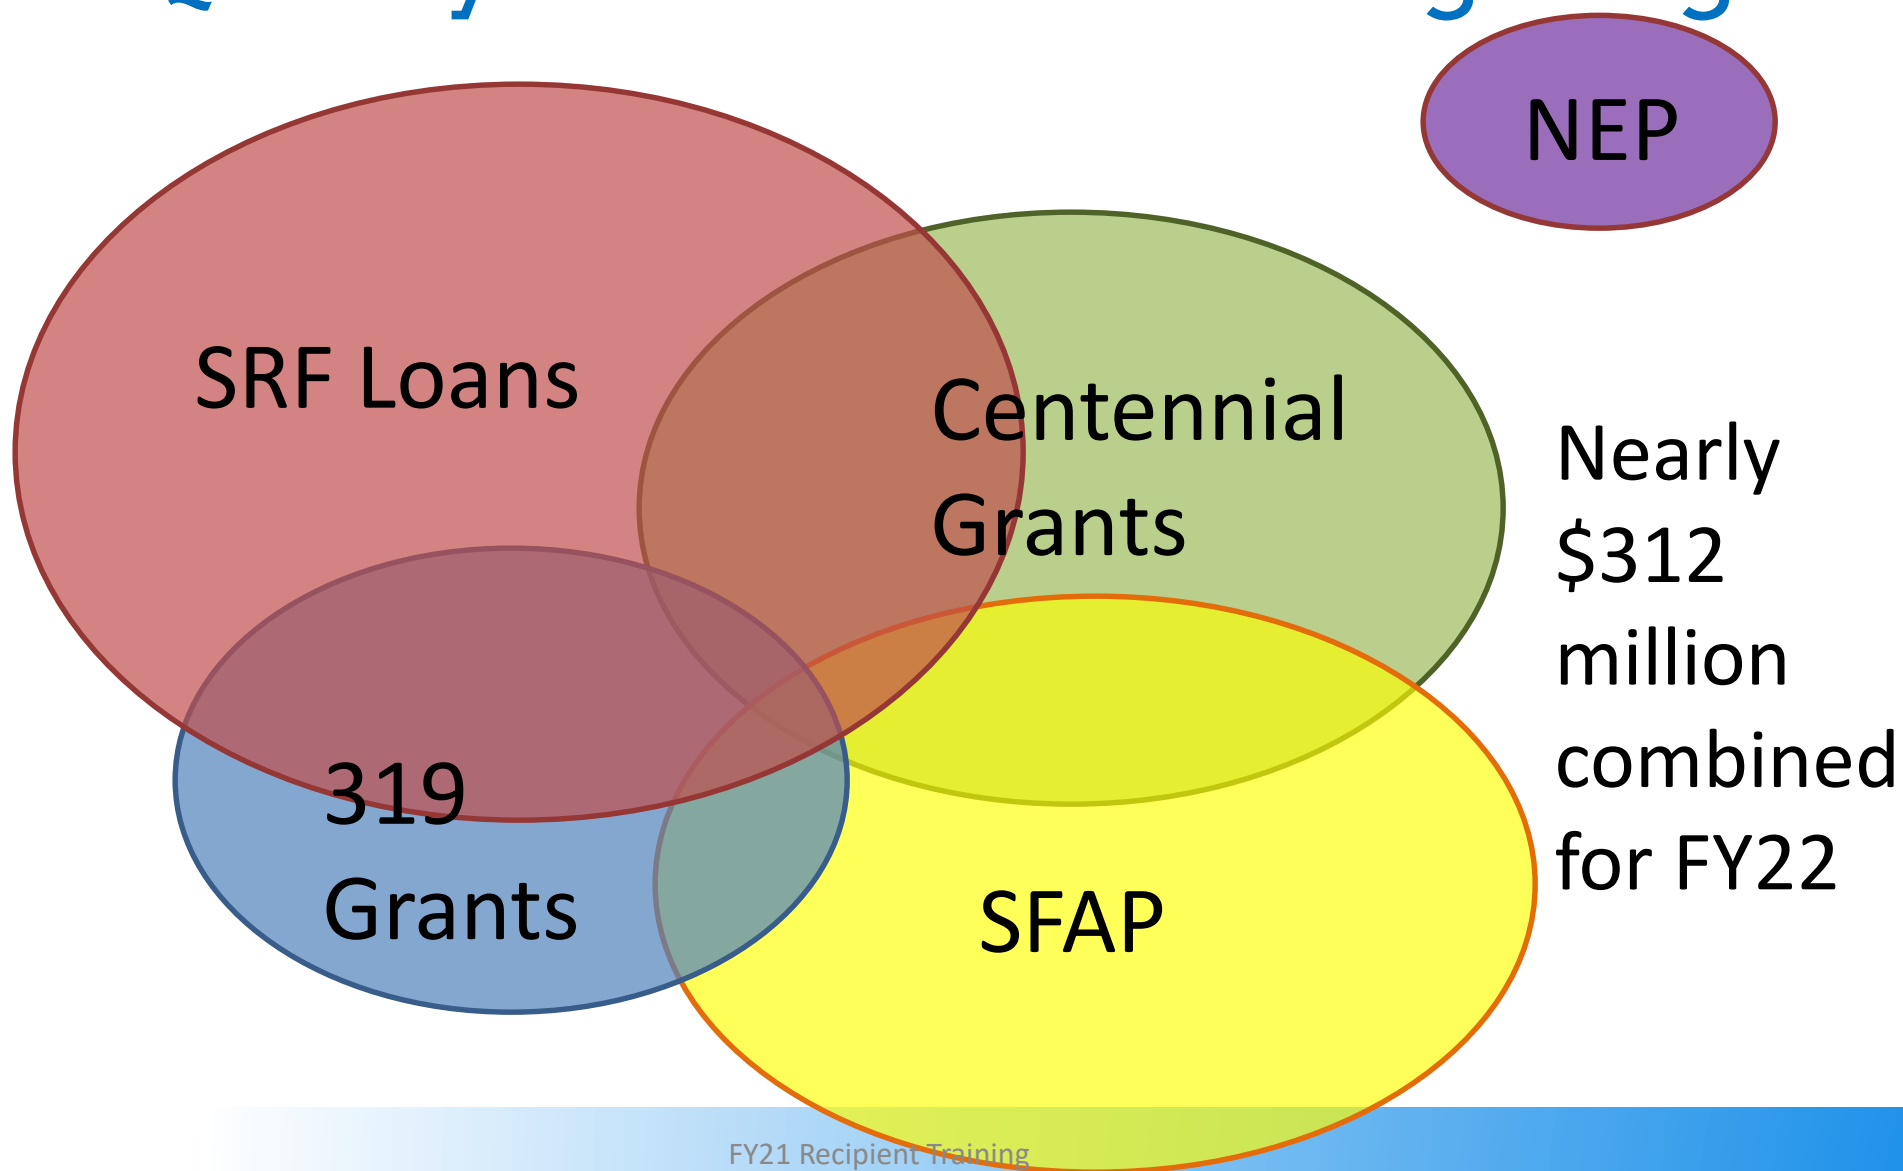 NEP
SRF Loans
Centennial
Grants
Nearly
$312
million
combined
for FY22
319
Grants
SFAP
FY21 Recipient Training